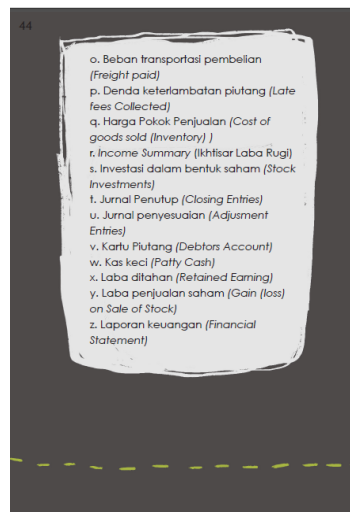 44
o. Beban transportasi pembelian
(Freight paid)
p. Denda keterlambatan piutang (Late
fees Collected)
q. Harga Pokok Penjualan (Cost of
goods sold (Inventory) )
r. Income Summary (Ikhtisar Laba Rugi)
s. Investasi dalam bentuk saham (Stock
Investments)
t. Jurnal Penutup (Closing Entries)
u. Jurnal penyesuaian (Adjusment
Entries)
v. Kartu Piutang (Debtors Account)
w. Kas keci (Patty Cash)
x. Laba ditahan (Retained Earning)
y. Laba penjualan saham (Gain (loss)
on Sale of Stock)
z. Laporan keuangan (Financial
Statement)